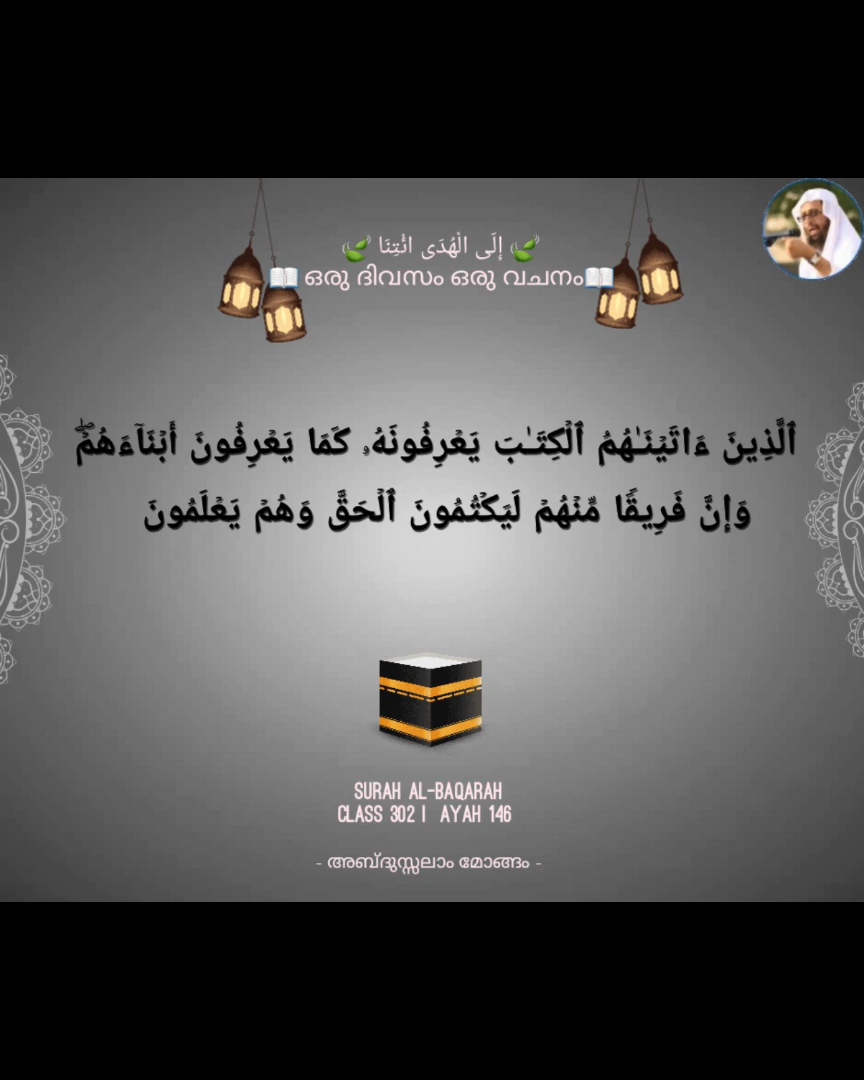 إِلَى الْهُدَى ائْتِنَا
ഒരു ദിവസം ഒരു വചനം
ٱلَّذِينَ ءَاتَيْنَـٰهُمُ ٱلْكِتَـٰبَ يَعْرِفُونَهُۥ كَمَا يَعْرِفُونَ أَبْنَآءَهُمْ ۖ
وَإِنَّ فَرِيقًا مِّنْهُمْ لَيَكْتُمُونَ ٱلْحَقَّ وَهُمْ يَعْلَمُونَ
SURAH AL-BAQARAH
CLASS 302 | AYAH 146
- അബ്ദുസ്സലാം മോങ്ങം -